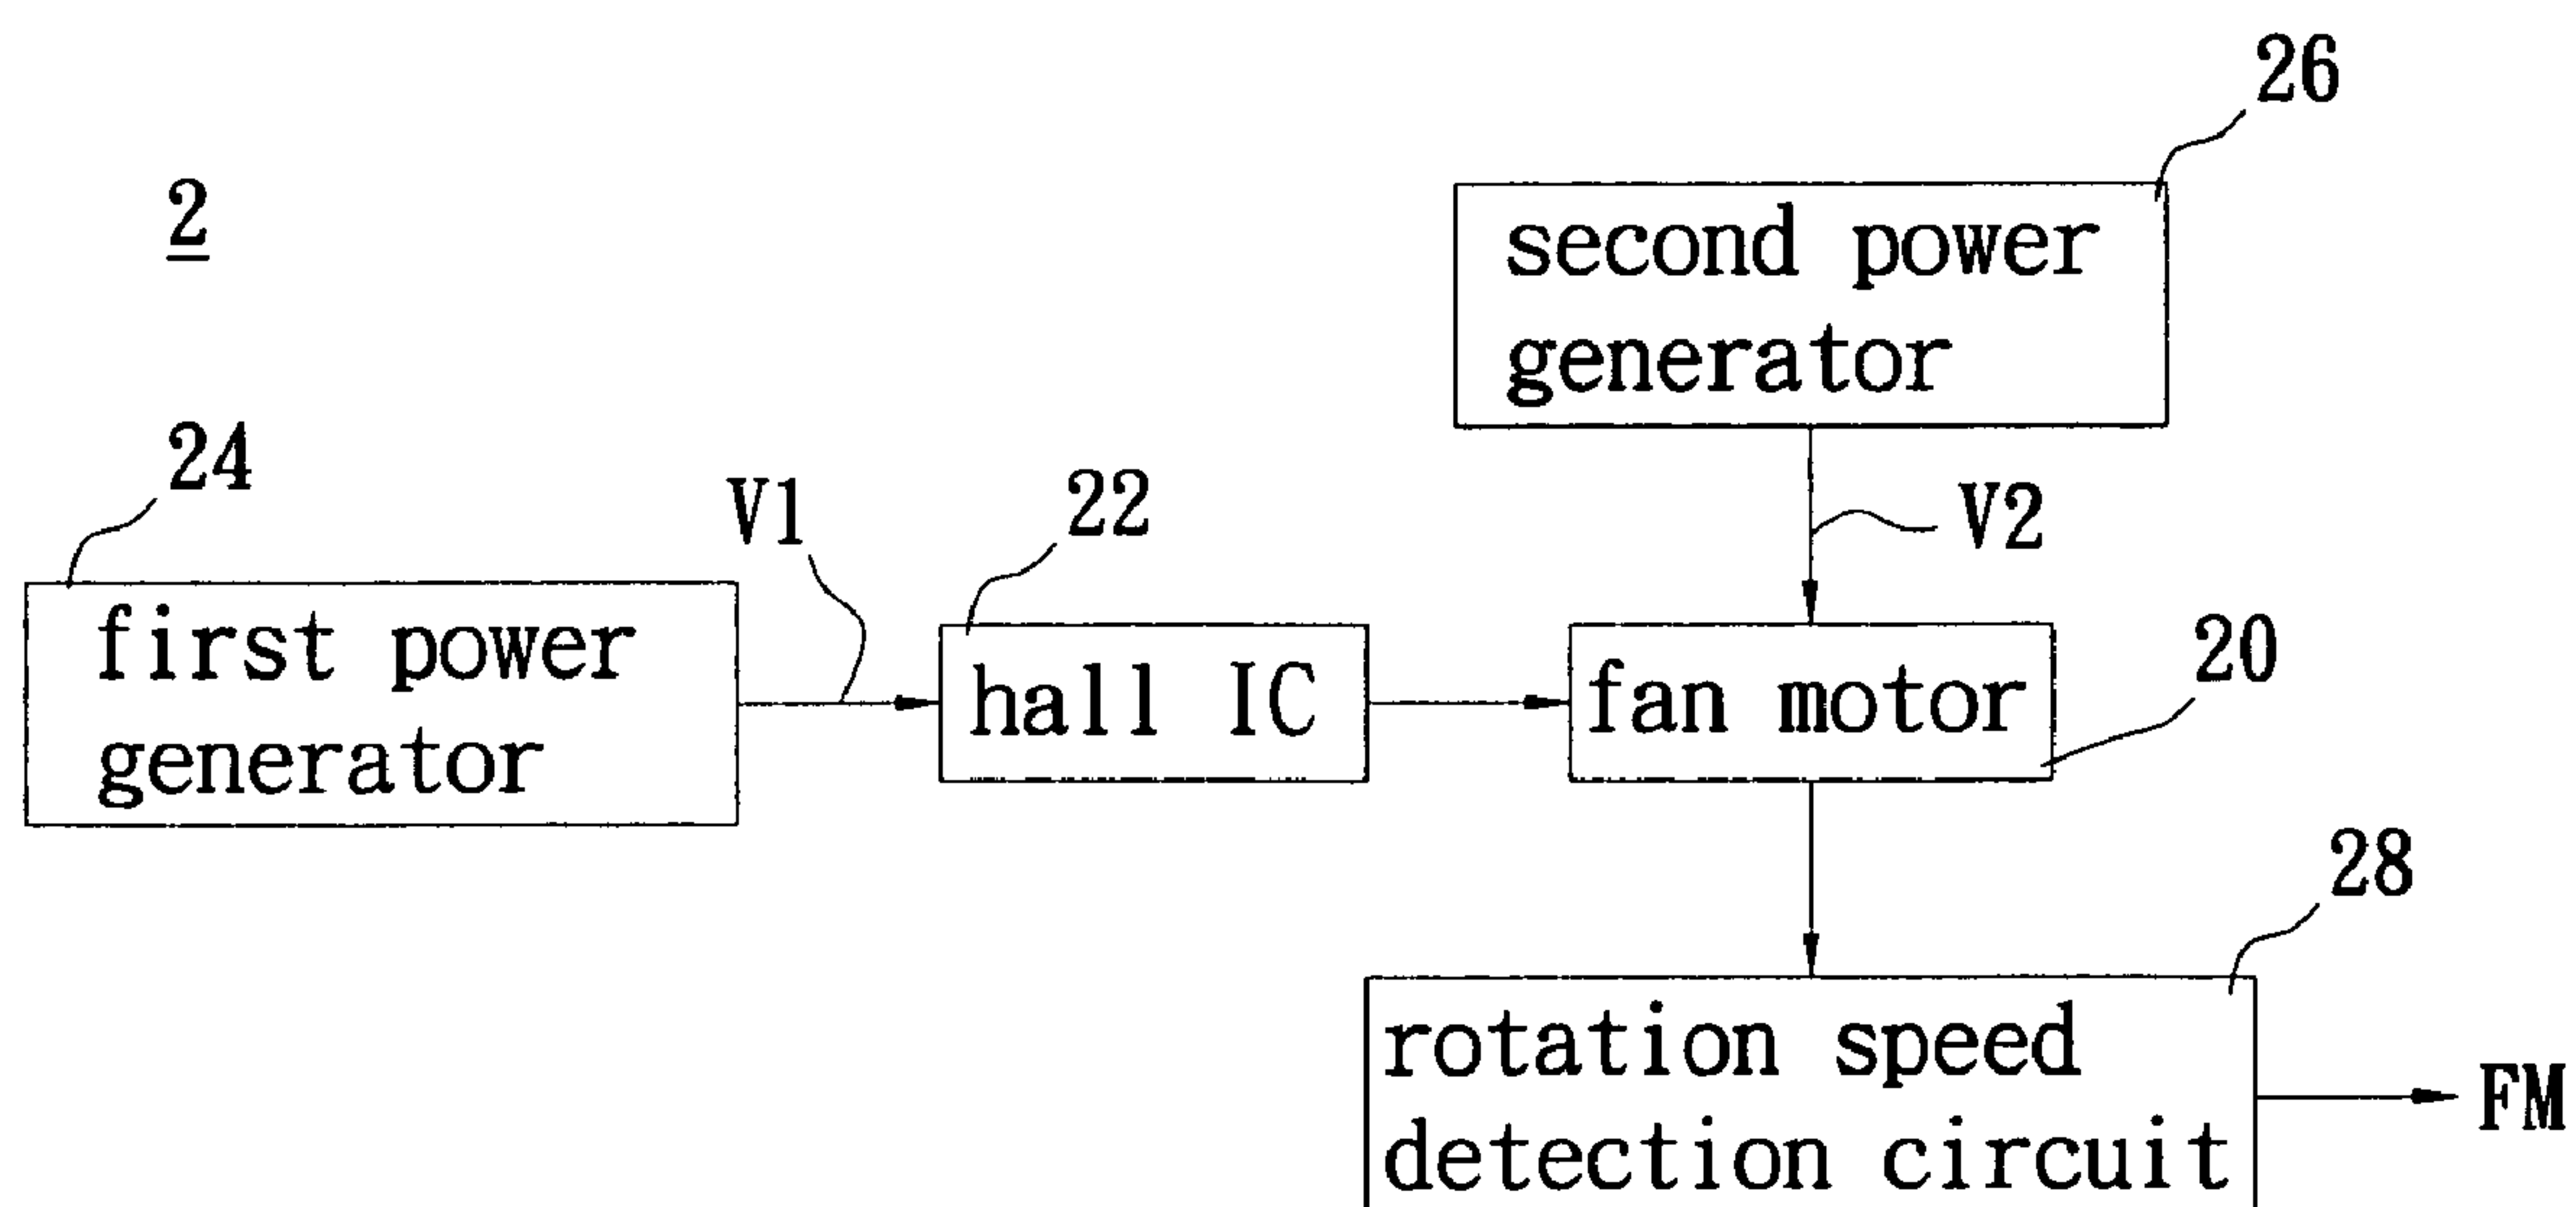 26
2
second power
generator
24
V1
22
V2
first power
generator
hall IC
fan motor
20
28
rotation speed
detection circuit
FM